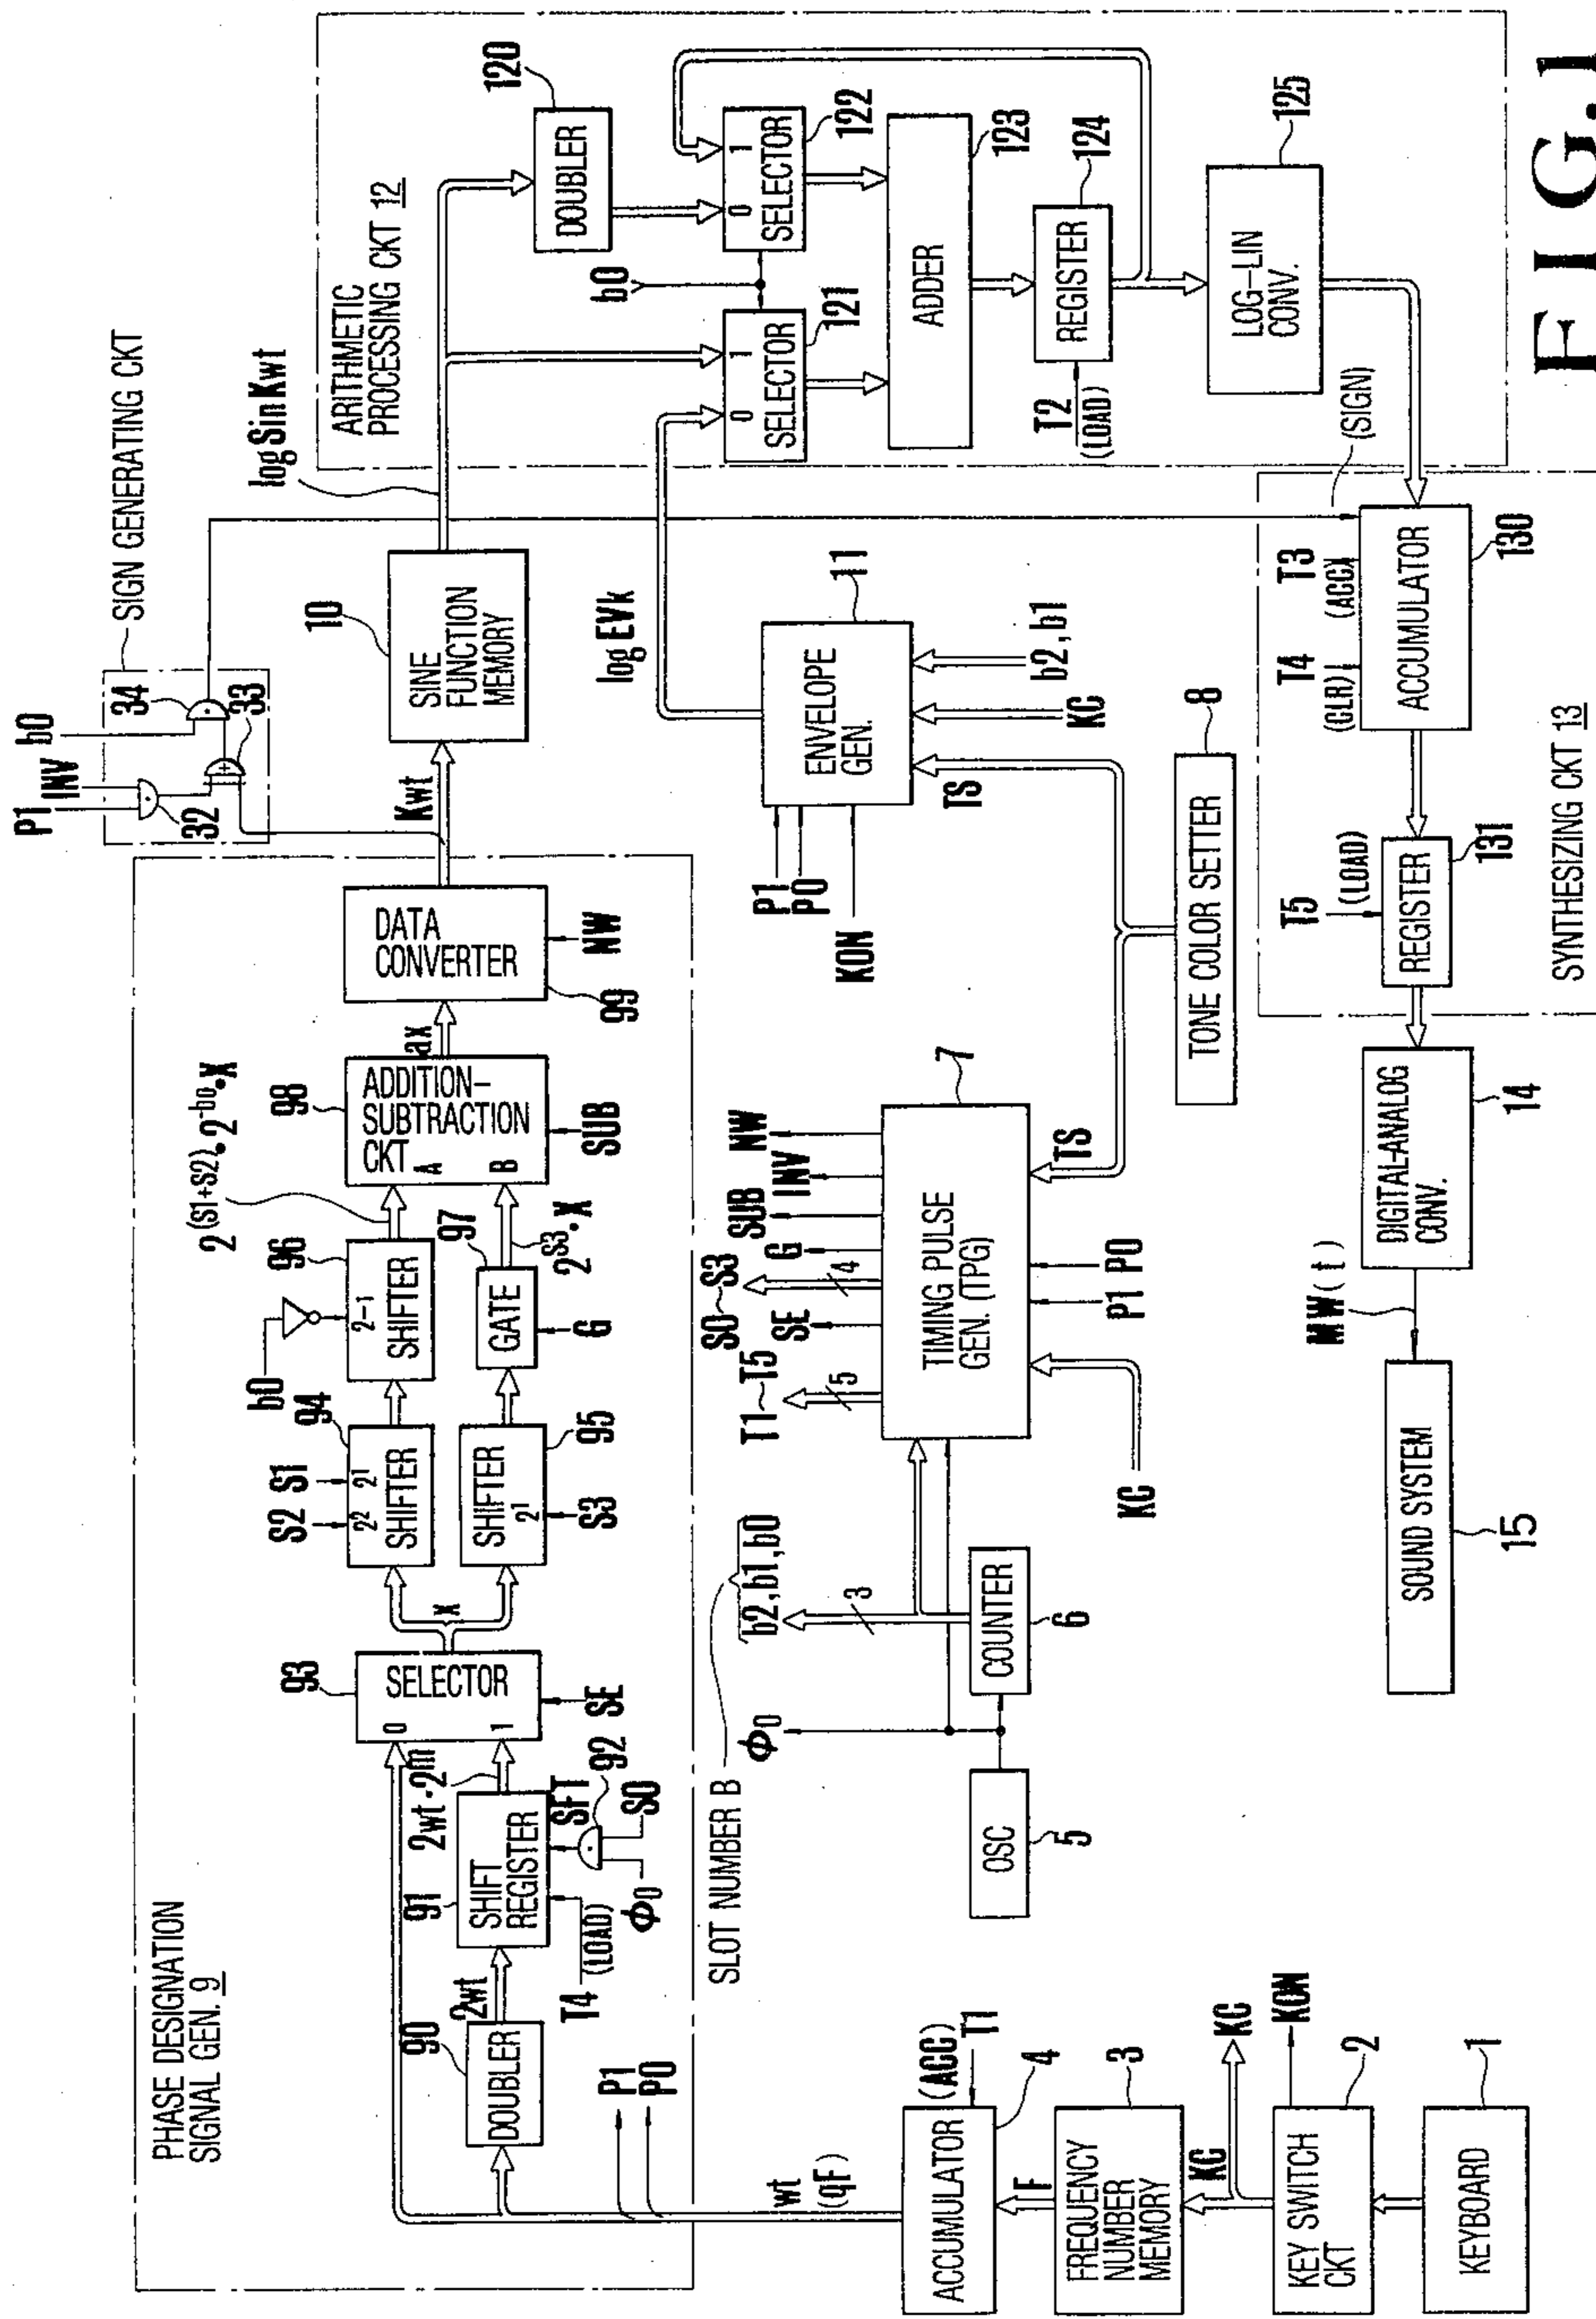 FIG.1
PHASE DESIGNATION
SIGNAL GEN. 9
DOUBLER
90
2wt
SHIFT
REGISTER
91
T4
(LOAD)
SFT
92
Φ0
S0
2wt·2^m
SELECTOR
0
1
93
SE
x
S2
S1
2^2
2^1
SHIFTER
94
SHIFTER
2^1
95
S3
b0
2-1
SHIFTER
96
GATE
97
G
2^(S1+S2)·2^-b0·X
2^S3·X
ADDITION-
SUBTRACTION
CKT
A
B
98
SUB
ax
DATA
CONVERTER
99
NW
Kwt
P1
INV
b0
32
33
34
SIGN GENERATING CKT
SINE
FUNCTION
MEMORY
10
logSinKwt
ARITHMETIC
PROCESSING CKT 12
DOUBLER
120
0
1
SELECTOR
121
b0
0
1
SELECTOR
122
ADDER
123
REGISTER
124
T2
(LOAD)
LOG-LIN
CONV.
125
(SIGN)
ENVELOPE
GEN.
11
log EVk
P1
P0
KON
TS
KC
b2,b1
TONE COLOR SETTER
8
TIMING PULSE
GEN. (TPG)
7
T1~T5
5
SE
S0~S3
4
G
SUB
INV
NW
KC
P1
P0
TS
SLOT NUMBER B
b2,b1,b0
3
Φ0
OSC
5
COUNTER
6
P1
P0
wt
(qF)
ACCUMULATOR
4
(ACC)
T1
F
FREQUENCY
NUMBER
MEMORY
3
KC
KC
KON
KEY SWITCH
CKT
2
KEYBOARD
1
SYNTHESIZING CKT 13
ACCUMULATOR
130
T3
(ACC)
T4
(CLR)
REGISTER
131
T5
(LOAD)
DIGITAL-ANALOG
CONV.
14
MW(t)
SOUND SYSTEM
15